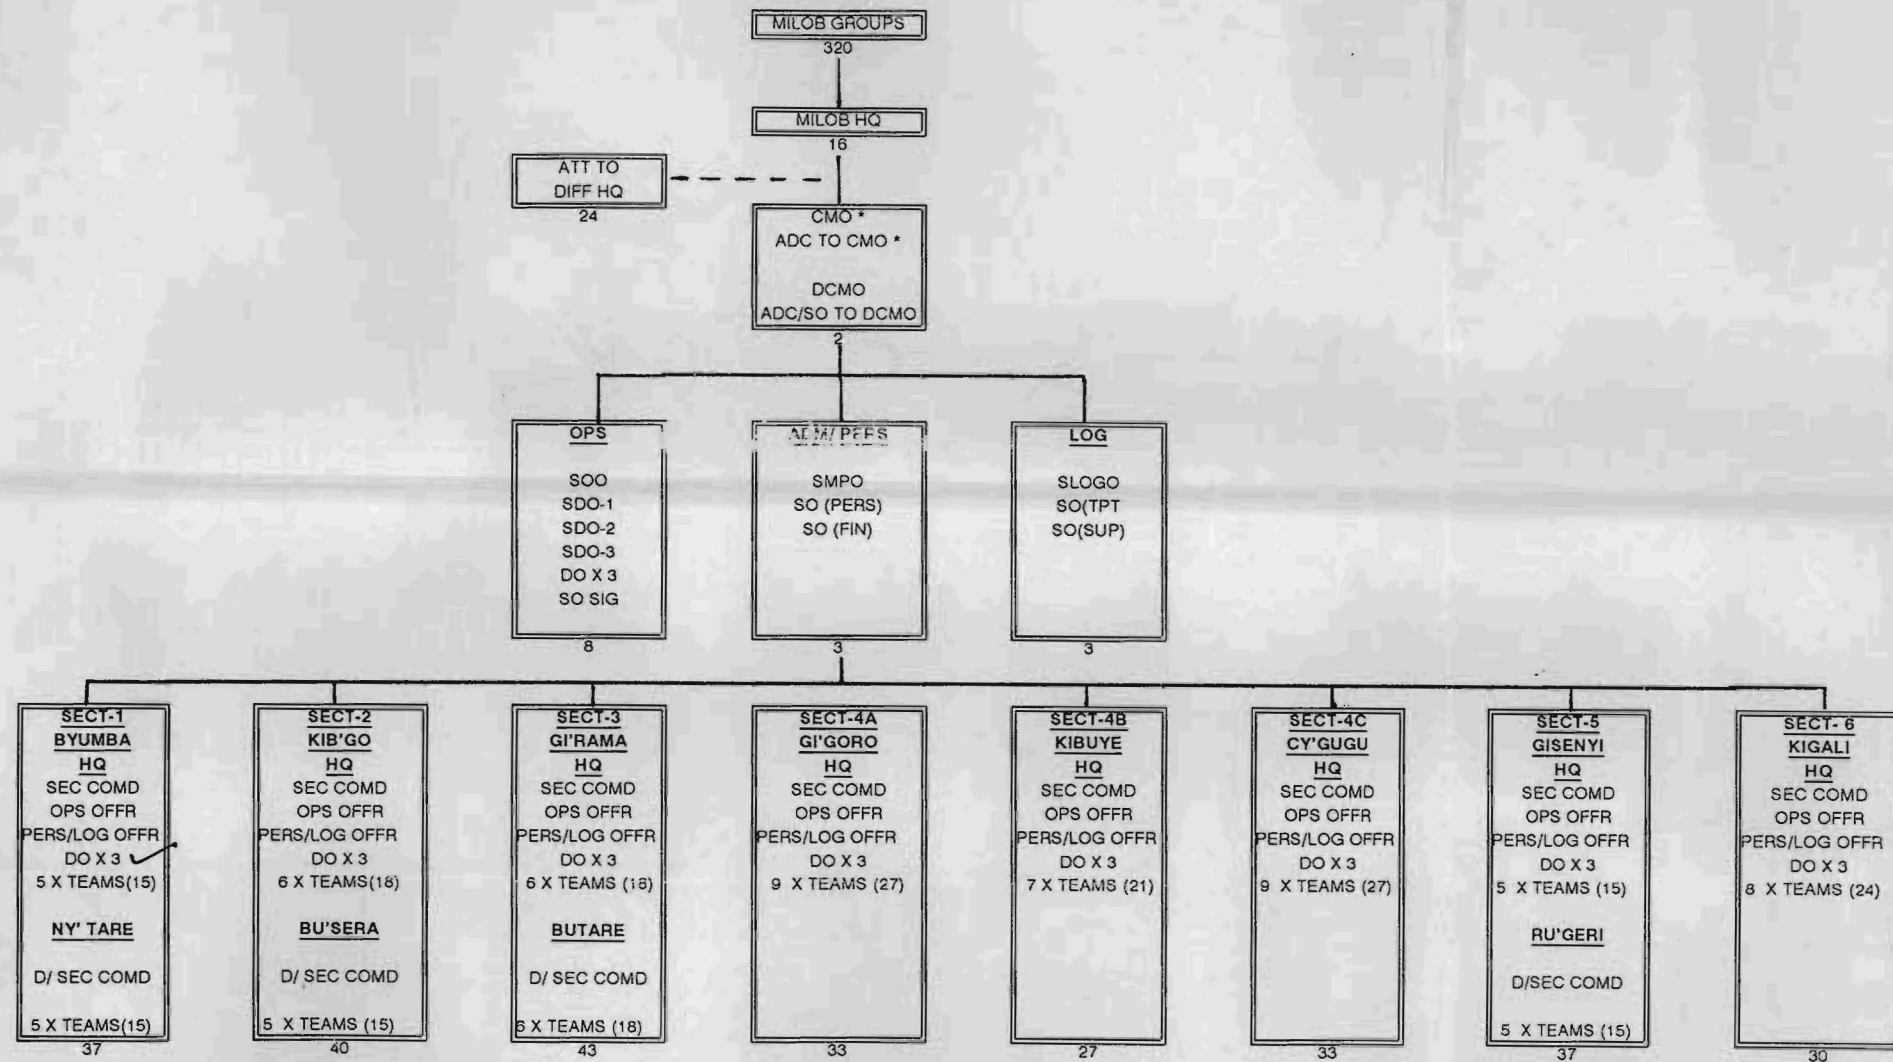 MILOB GROUPS
320
MILOB HQ
16
ATT TO
DIFF HQ
24
CMO *
ADC TO CMO *
DCMO
ADC/SO TO DCMO
2
OPS
SOO
SDO-1
SDO-2
SDO-3
DO X 3
SO SIG
8
ADM/ PERS
SMPO
SO (PERS)
SO (FIN)
3
LOG
SLOGO
SO(TPT
SO(SUP)
3
SECT-1
BYUMBA
HQ
SEC COMD
OPS OFFR
PERS/LOG OFFR
DO X 3
5 X TEAMS(15)
NY' TARE
D/ SEC COMD
5 X TEAMS(15)
37
SECT-2
KIB'GO
HQ
SEC COMD
OPS OFFR
PERS/LOG OFFR
DO X 3
6 X TEAMS(18)
BU'SERA
D/ SEC COMD
5 X TEAMS (15)
40
SECT-3
GI'RAMA
HQ
SEC COMD
OPS OFFR
PERS/LOG OFFR
DO X 3
6 X TEAMS (18)
BUTARE
D/ SEC COMD
6 X TEAMS (18)
43
SECT-4A
GI'GORO
HQ
SEC COMD
OPS OFFR
PERS/LOG OFFR
DO X 3
9 X TEAMS (27)
33
SECT-4B
KIBUYE
HQ
SEC COMD
OPS OFFR
PERS/LOG OFFR
DO X 3
7 X TEAMS (21)
27
SECT-4C
CY'GUGU
HQ
SEC COMD
OPS OFFR
PERS/LOG OFFR
DO X 3
9 X TEAMS (27)
33
SECT-5
GISENYI
HQ
SEC COMD
OPS OFFR
PERS/LOG OFFR
DO X 3
5 X TEAMS (15)
RU'GERI
D/SEC COMD
5 X TEAMS (15)
37
SECT- 6
KIGALI
HQ
SEC COMD
OPS OFFR
PERS/LOG OFFR
DO X 3
8 X TEAMS (24)
30